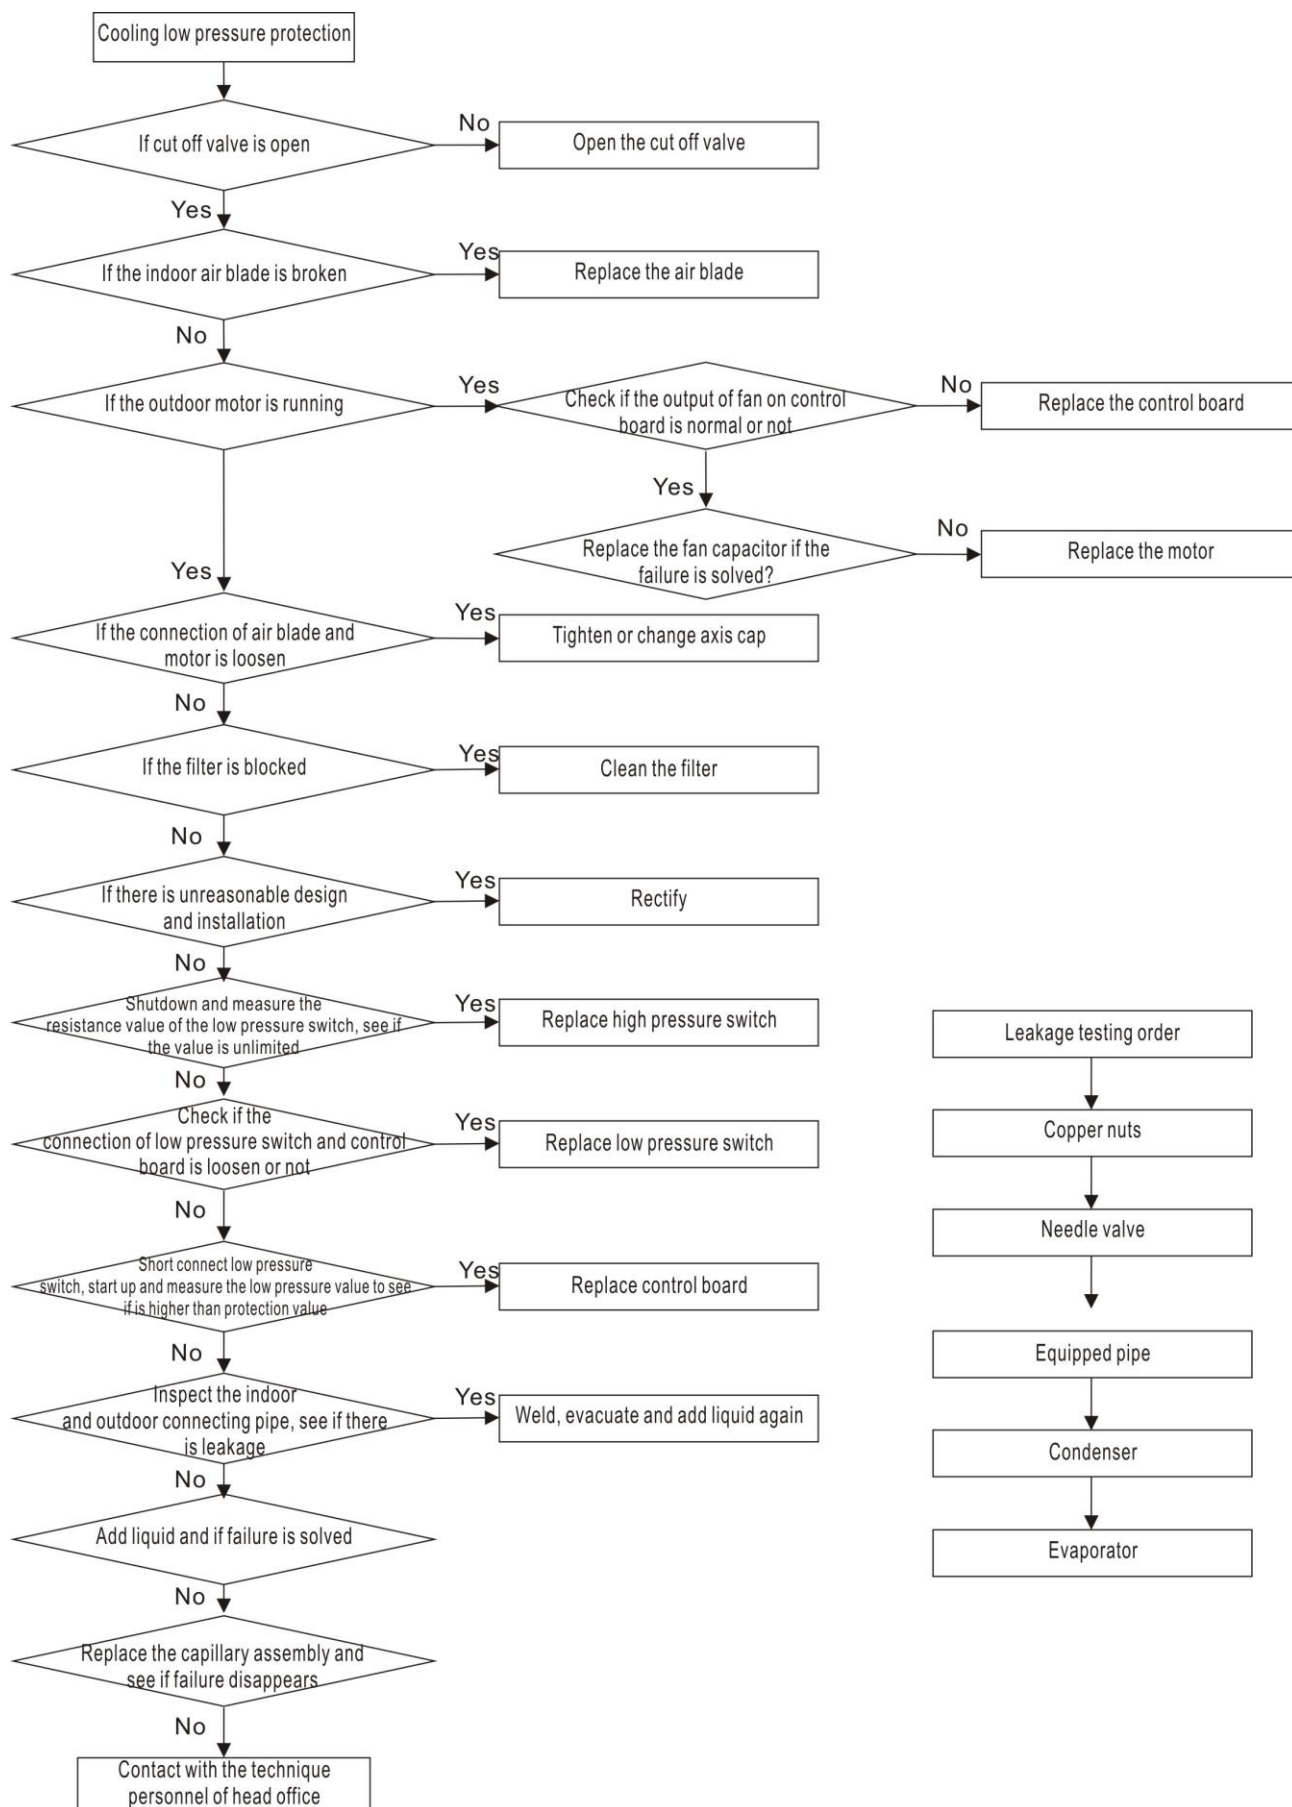 Cooling low pressure protection
If cut off valve is open
No
Open the cut off valve
Yes
If the indoor air blade is broken
Yes
Replace the air blade
No
If the outdoor motor is running
Yes
Check if the output of fan on control
board is normal or not
No
Replace the control board
Yes
Replace the fan capacitor if the
failure is solved?
No
Replace the motor
Yes
If the connection of air blade and
motor is loosen
Yes
Tighten or change axis cap
No
If the filter is blocked
Yes
Clean the filter
No
If there is unreasonable design
and installation
Yes
Rectify
No
Shutdown and measure the
resistance value of the low pressure switch, see if
the value is unlimited
Yes
Replace high pressure switch
No
Check if the
connection of low pressure switch and control
board is loosen or not
Yes
Replace low pressure switch
No
Short connect low pressure
switch, start up and measure the low pressure value to see
if is higher than protection value
Yes
Replace control board
No
Inspect the indoor
and outdoor connecting pipe, see if there
is leakage
Yes
Weld, evacuate and add liquid again
No
Add liquid and if failure is solved
No
Replace the capillary assembly and
see if failure disappears
No
Contact with the technique
personnel of head office
Leakage testing order
Copper nuts
Needle valve
Equipped pipe
Condenser
Evaporator